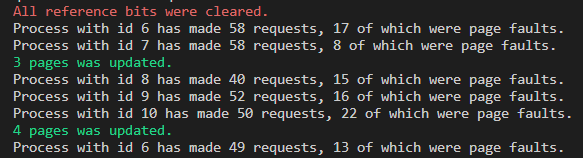 All reference bits were cleared.
Process with id 6 has made 58 requests, 17 of which were page faults.
Process with id 7 has made 58 requests, 8 of which were page faults.
3 pages was updated.
Process with id 8 has made 40 requests, 15 of which were page faults.
Process with id 9 has made 52 requests, 16 of which were page faults.
Process with id 10 has made 50 requests, 22 of which were page faults.
4 pages was updated.
Process with id 6 has made 49 requests, 13 of which were page faults.